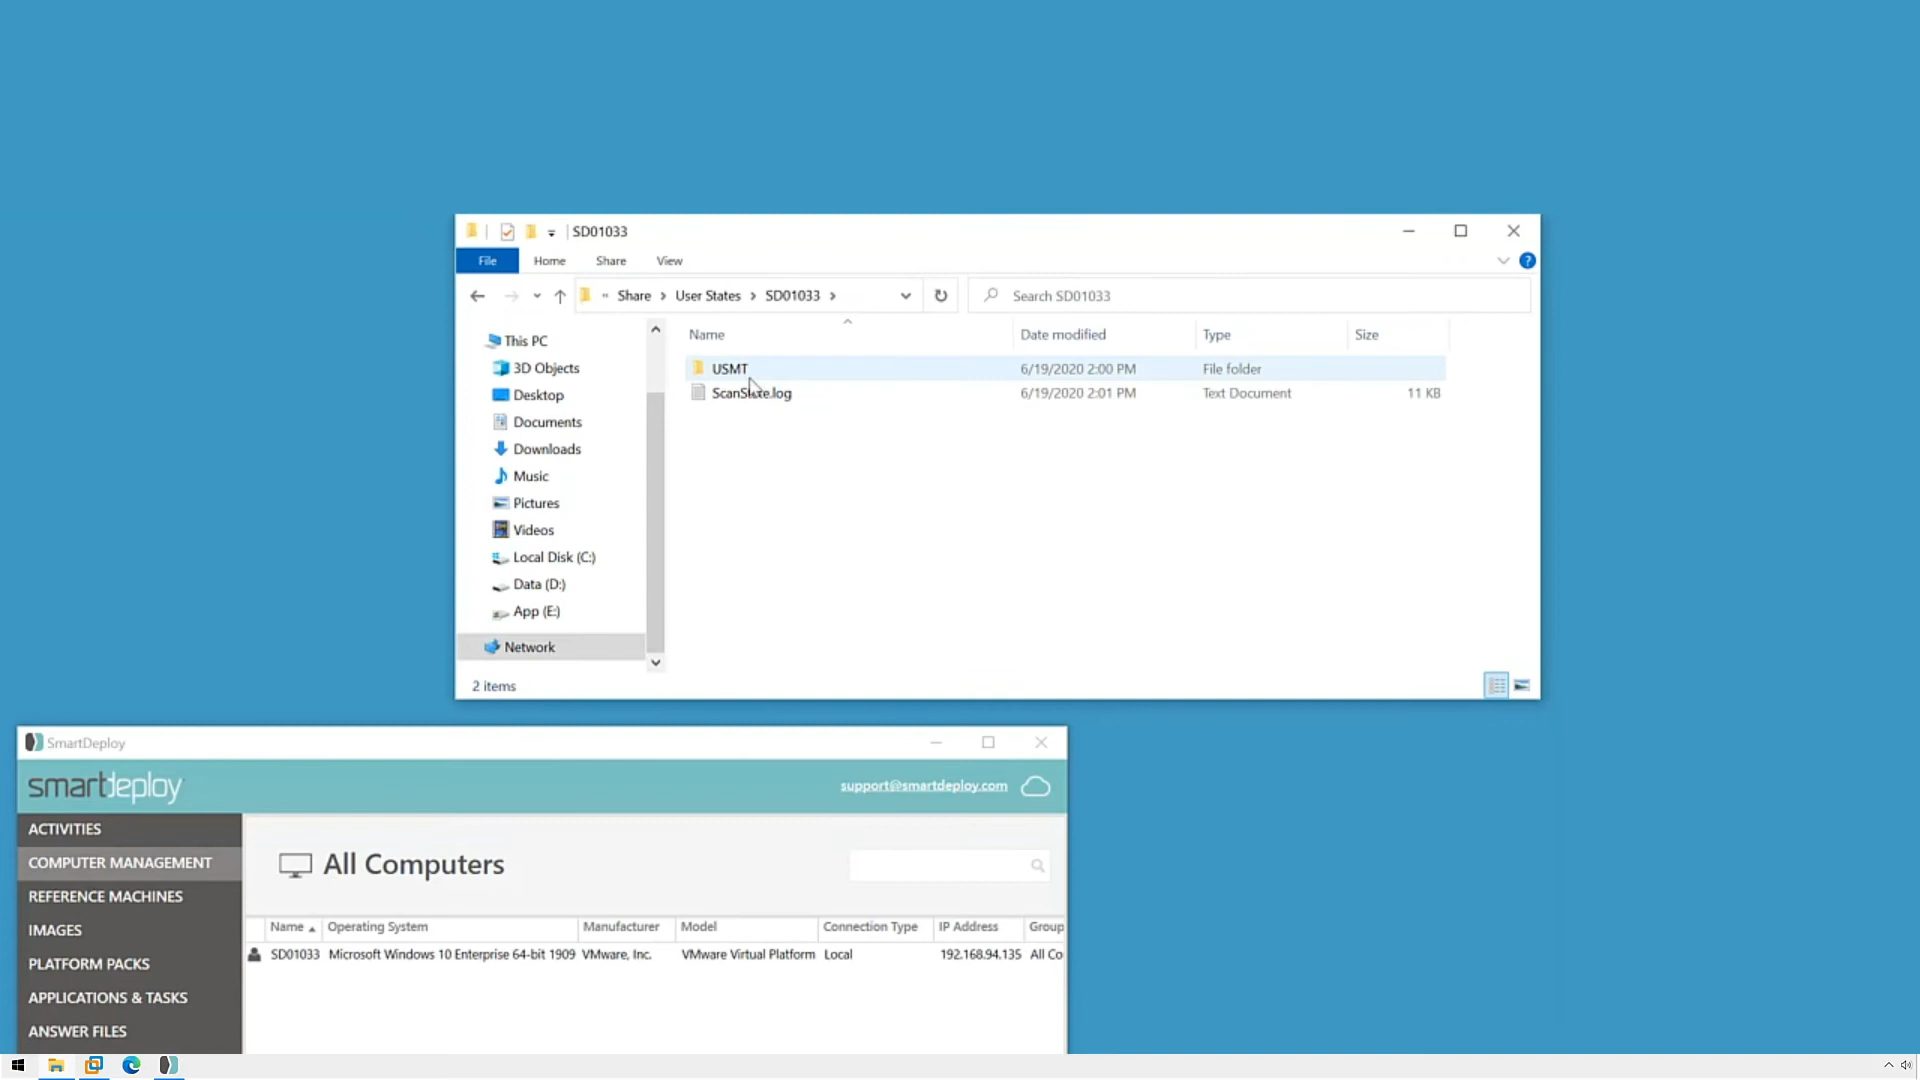 SD01033
File Home Share View
« Share > User States > SD01033 >
Search SD01033
Name Date modified Type Size
This PC
3D Objects
Desktop
Documents
Downloads
Music
Pictures
Videos
Local Disk (C:)
Data (D:)
App (E:)
Network
USMT 6/19/2020 2:00 PM File folder
ScanState.log 6/19/2020 2:01 PM Text Document 11 KB
2 items
SmartDeploy
smartdeploy
support@smartdeploy.com
ACTIVITIES
COMPUTER MANAGEMENT
REFERENCE MACHINES
IMAGES
PLATFORM PACKS
APPLICATIONS & TASKS
ANSWER FILES
All Computers
Name Operating System Manufacturer Model Connection Type IP Address Group
SD01033 Microsoft Windows 10 Enterprise 64-bit 1909 VMware, Inc. VMware Virtual Platform Local 192.168.94.135 All Co